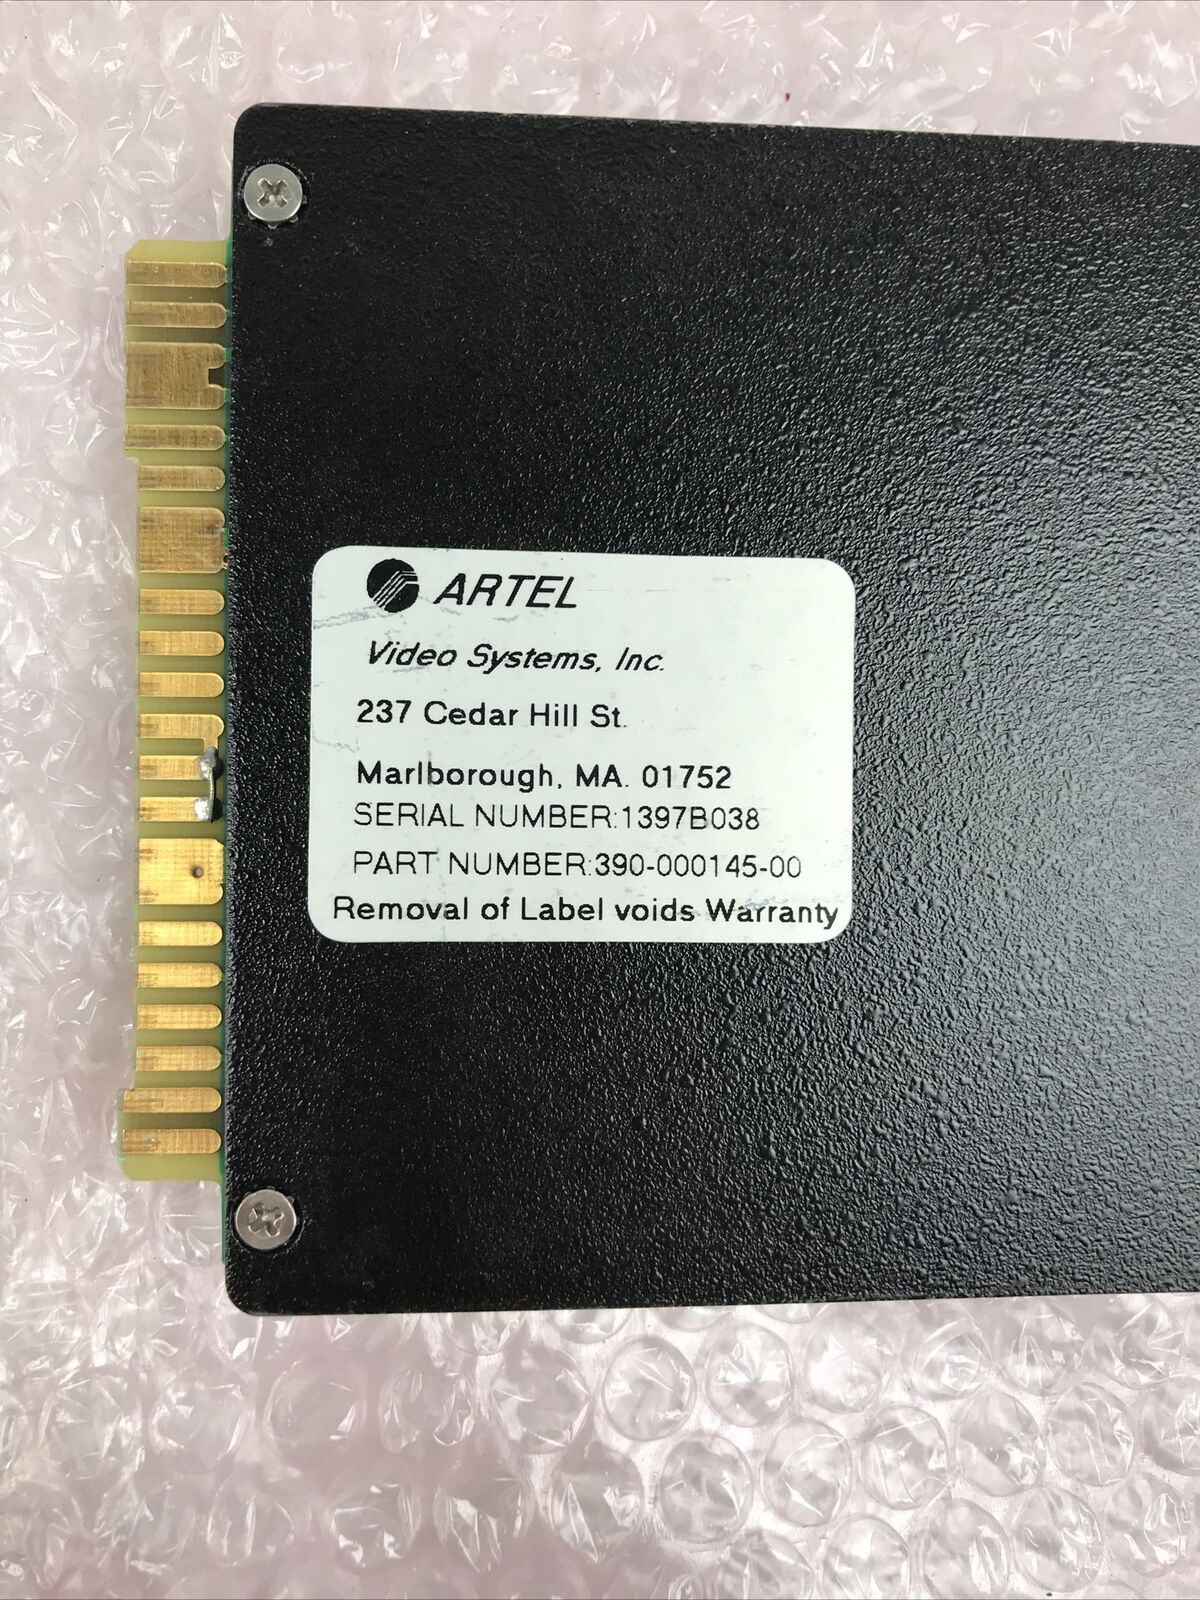 ARTEL
Video Systems, Inc.
237 Cedar Hill St.
Marlborough, MA. 01752
SERIAL NUMBER:1397B038
PART NUMBER:390-000145-00
Removal of Label voids Warranty